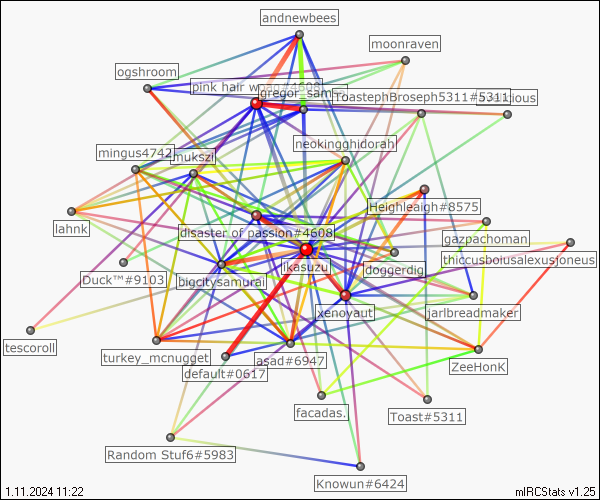 andnewbees
moonraven
ogshroom
pink hair
#4608
gregor_sam
ToastephBroseph5311#5311
neokingghidorah
mingus4742
mukszi
Heighleaigh#8575
lahnk
disaster of passion#4608
gazpachoman
thiccusboiusalexusjoneus
ikasuzu
doggerdig
Duck™#9103
bigcitysamurai
xenovaut
jarlbreadmaker
tescoroll
turkey_mcnugget
asad#6947
ZeeHonK
default#0617
facadas.
Toast#5311
Random Stuf6#5983
Knowun#6424
1.11.2024 11:22
mIRCStats v1.25